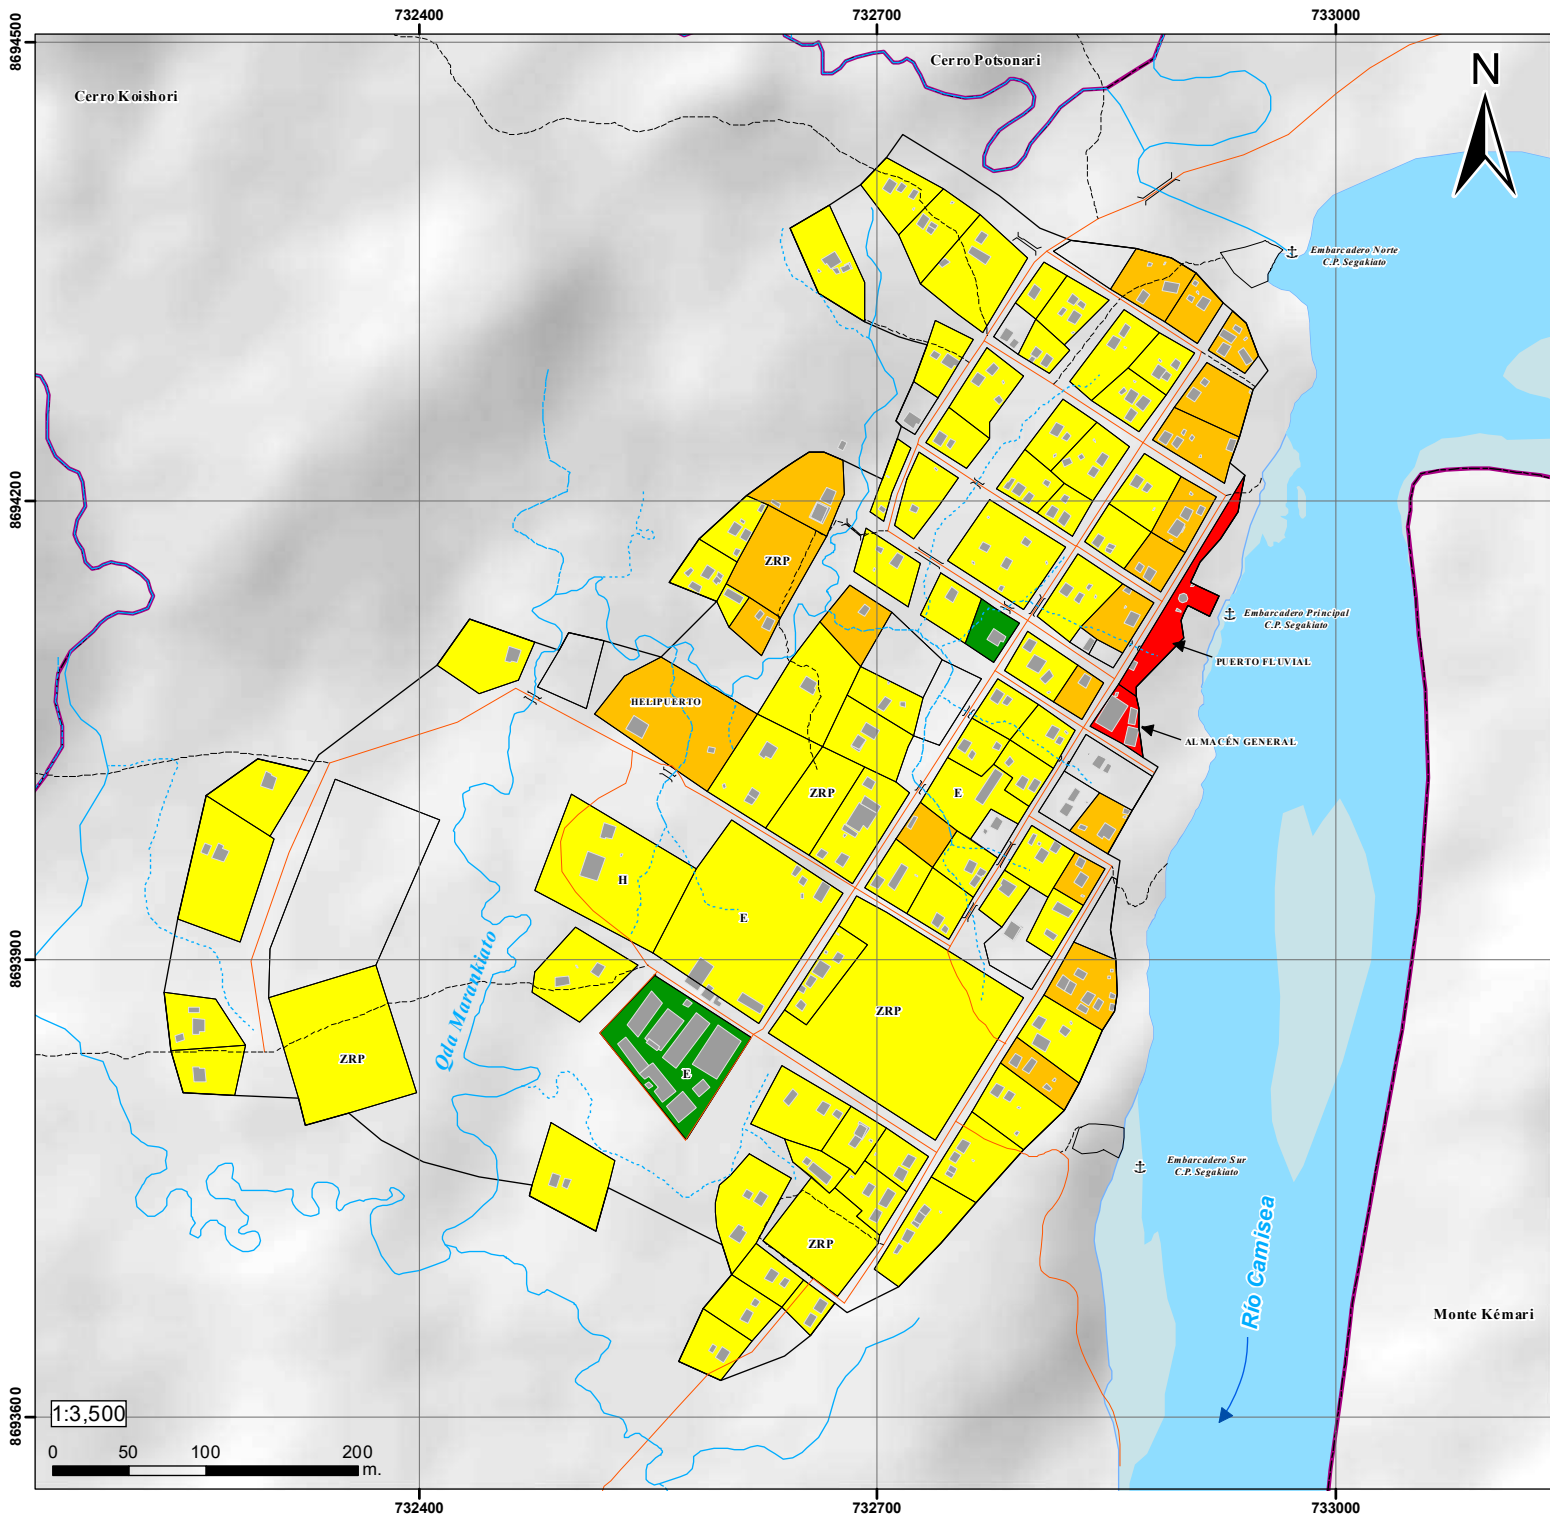 732400
732700
733000
8694500
Cerro Koishori
Cerro Potsonari
N
Embarcadero Norte
C.P. Segakiato
8694200
ZRP
Embarcadero Principal
C.P. Segakiato
PUERTO FLUVIAL
HELIPUERTO
ALMACÉN GENERAL
ZRP
E
H
E
8693900
Qda Marankiato
ZRP
ZRP
E
Embarcadero Sur
C.P. Segakiato
ZRP
Río Camisea
Monte Kémari
8693600
1:3,500
0
50
100
200
m.
732400
732700
733000